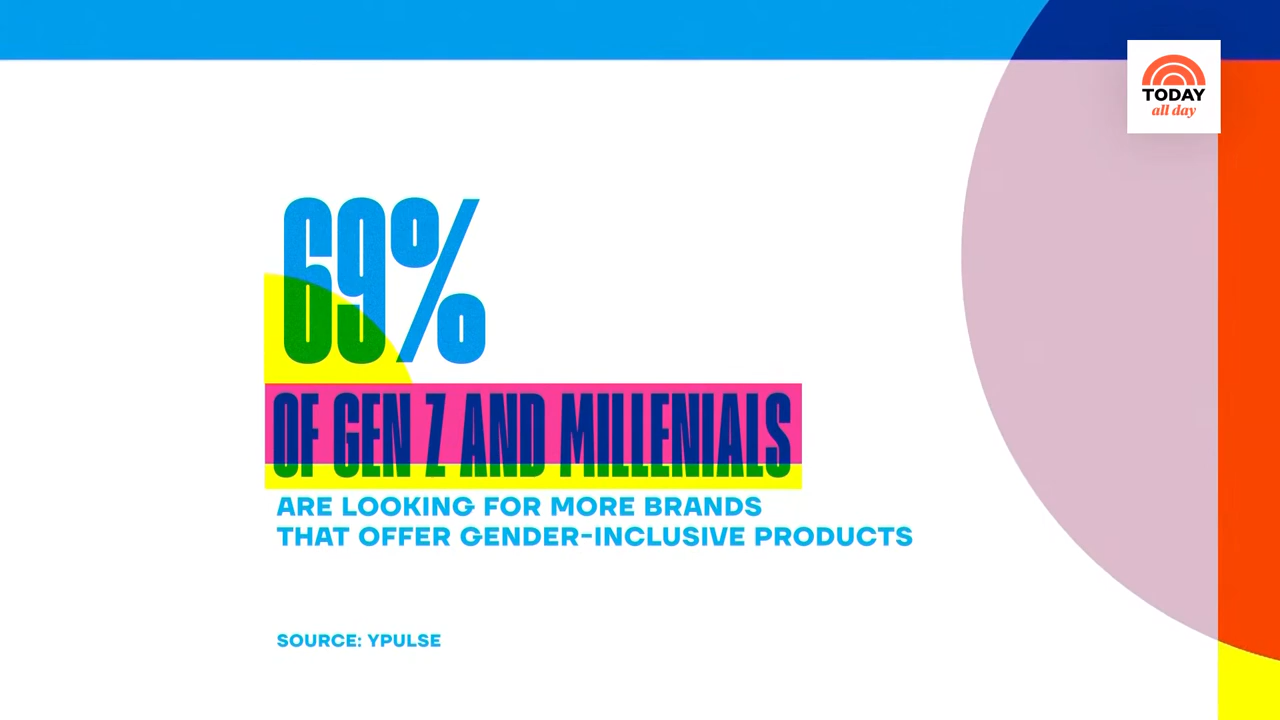 TODAY
all day
69%
OF GEN Z AND MILLENIALS
ARE LOOKING FOR MORE BRANDS
THAT OFFER GENDER-INCLUSIVE PRODUCTS
SOURCE: YPULSE